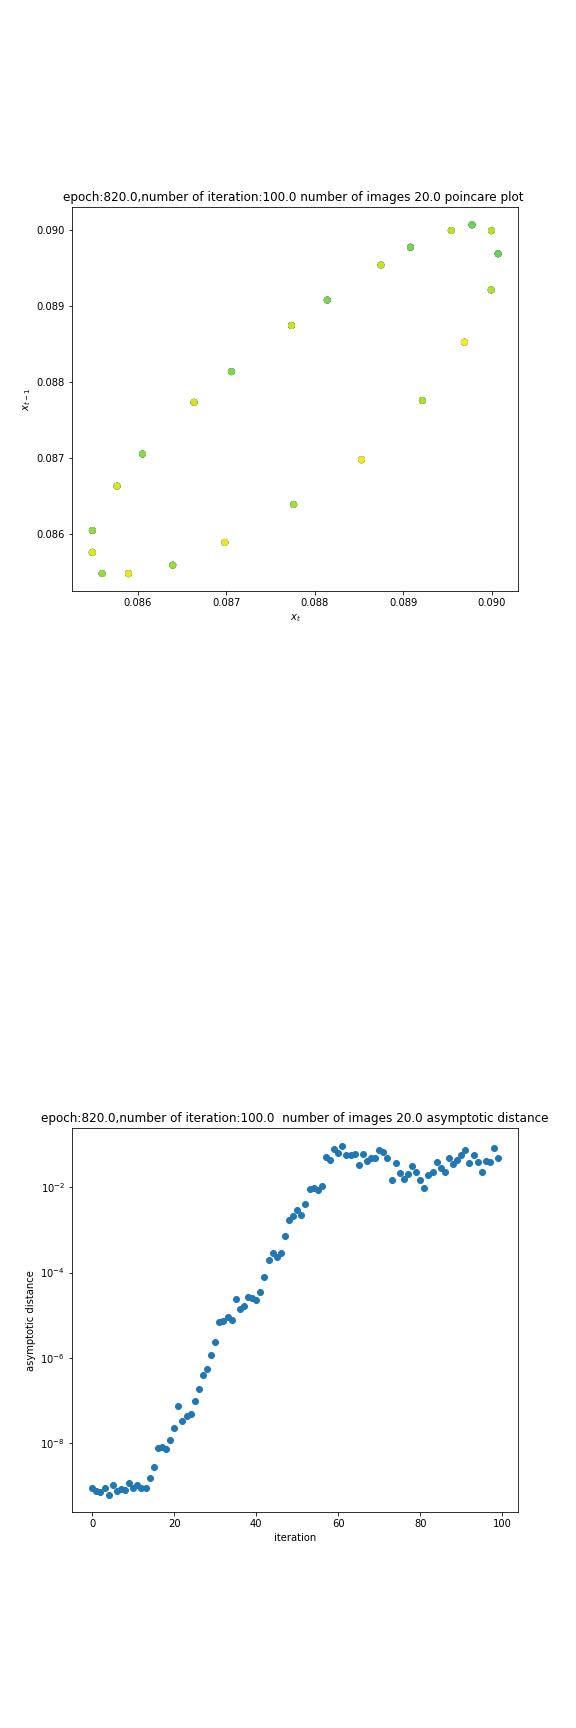 epoch:820.0,number of iteration:100.0 number of images 20.0 poincare plot
0.090
0.089
0.088
0.087
0.086
x_{t-1}
0.086 0.087 0.088 0.089 0.090
x_t
epoch:820.0,number of iteration:100.0  number of images 20.0 asymptotic distance
10^{-2}
10^{-4}
10^{-6}
10^{-8}
asymptotic distance
0 20 40 60 80 100
iteration